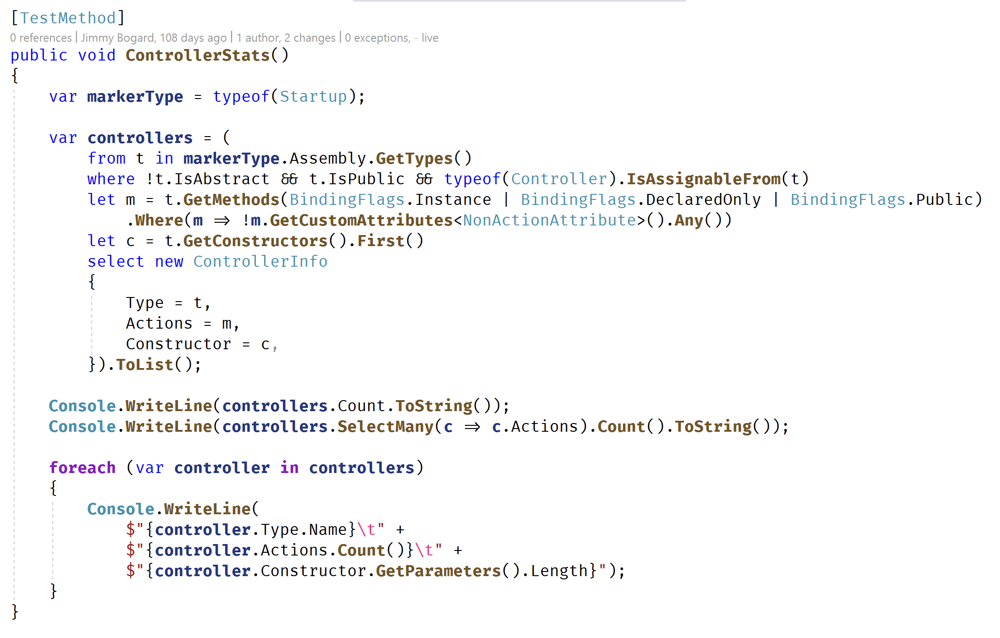 [TestMethod]
0 references | Jimmy Bogard, 108 days ago | 1 author, 2 changes | 0 exceptions, - live
public void ControllerStats()
{
    var markerType = typeof(Startup);

    var controllers = (
        from t in markerType.Assembly.GetTypes()
        where !t.IsAbstract && t.IsPublic && typeof(Controller).IsAssignableFrom(t)
        let m = t.GetMethods(BindingFlags.Instance | BindingFlags.DeclaredOnly | BindingFlags.Public)
            .Where(m => !m.GetCustomAttributes<NonActionAttribute>().Any())
        let c = t.GetConstructors().First()
        select new ControllerInfo
        {
            Type = t,
            Actions = m,
            Constructor = c,
        }).ToList();

    Console.WriteLine(controllers.Count.ToString());
    Console.WriteLine(controllers.SelectMany(c => c.Actions).Count().ToString());

    foreach (var controller in controllers)
    {
        Console.WriteLine(
            $"{controller.Type.Name}\t" +
            $"{controller.Actions.Count()}\t" +
            $"{controller.Constructor.GetParameters().Length}");
    }
}